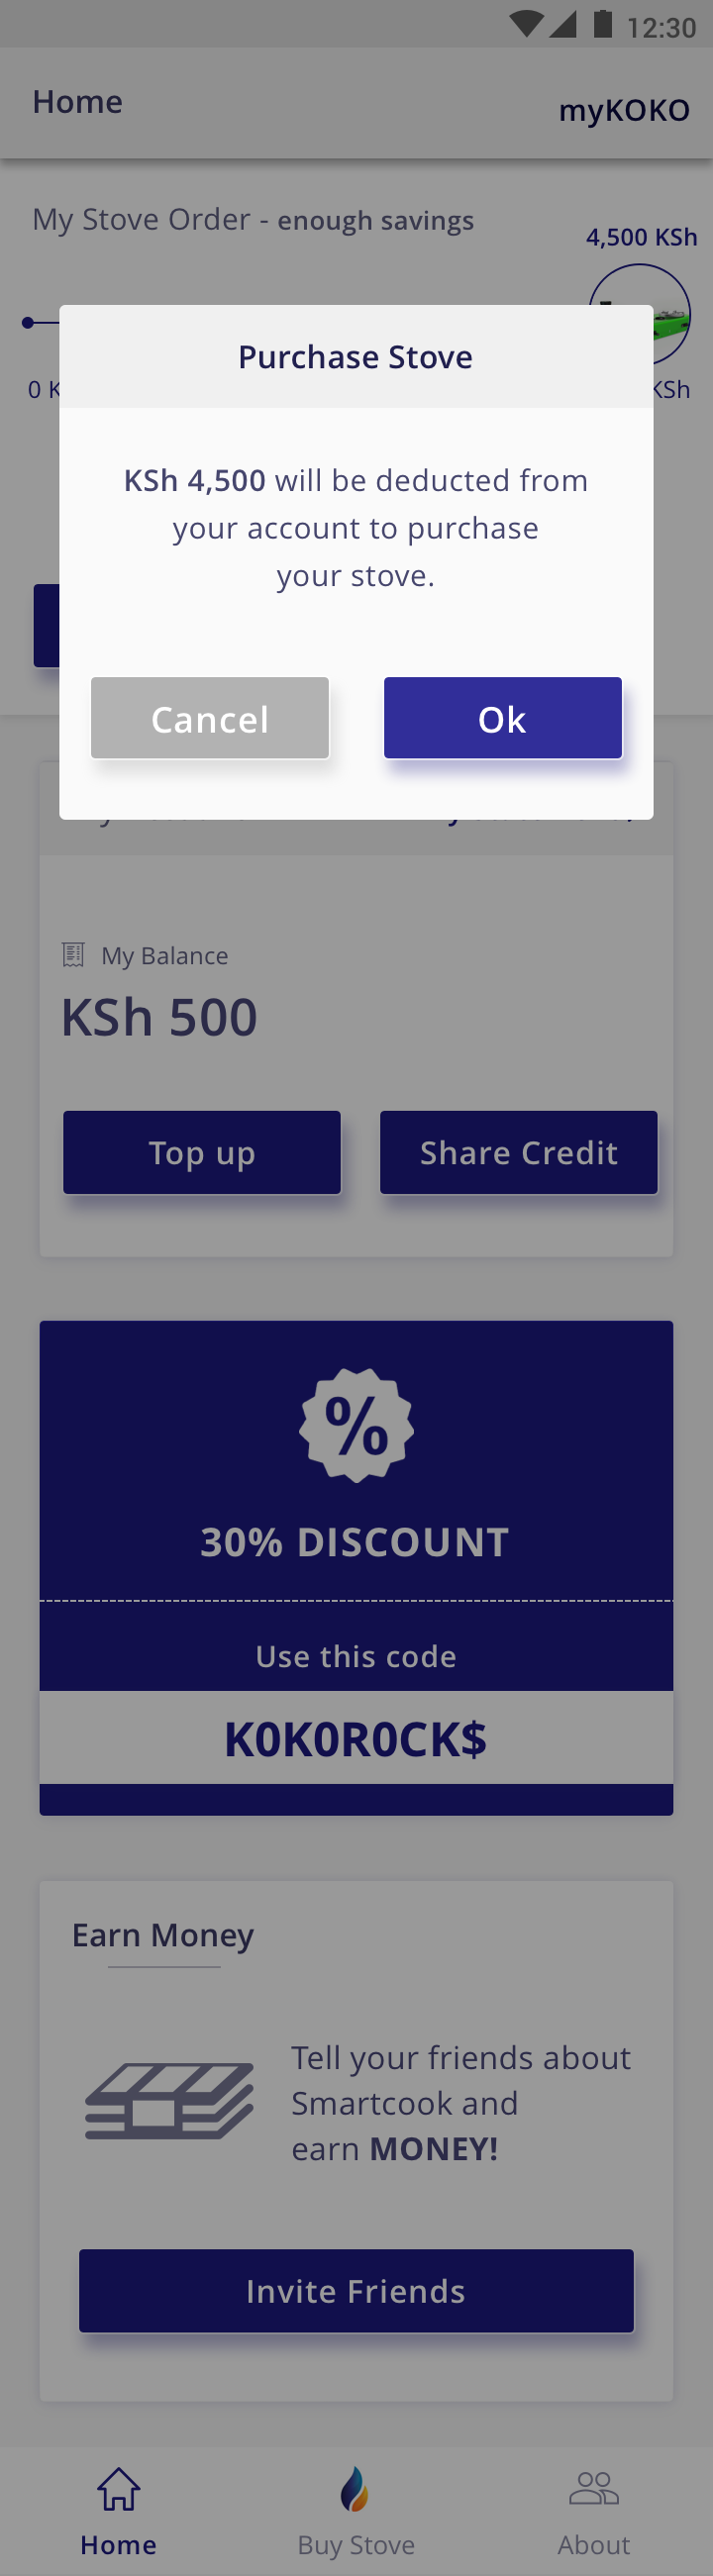 12:30
Home
myKOKO
My Stove Order - enough savings
4,500 KSh
0 K
KSh
Purchase Stove
KSh 4,500 will be deducted from
your account to purchase
your stove.
Cancel
Ok
My Balance
KSh 500
Top up
Share Credit
%
30% DISCOUNT
Use this code
K0K0R0CK$
Earn Money
Tell your friends about
Smartcook and
earn MONEY!
Invite Friends
Home
Buy Stove
About